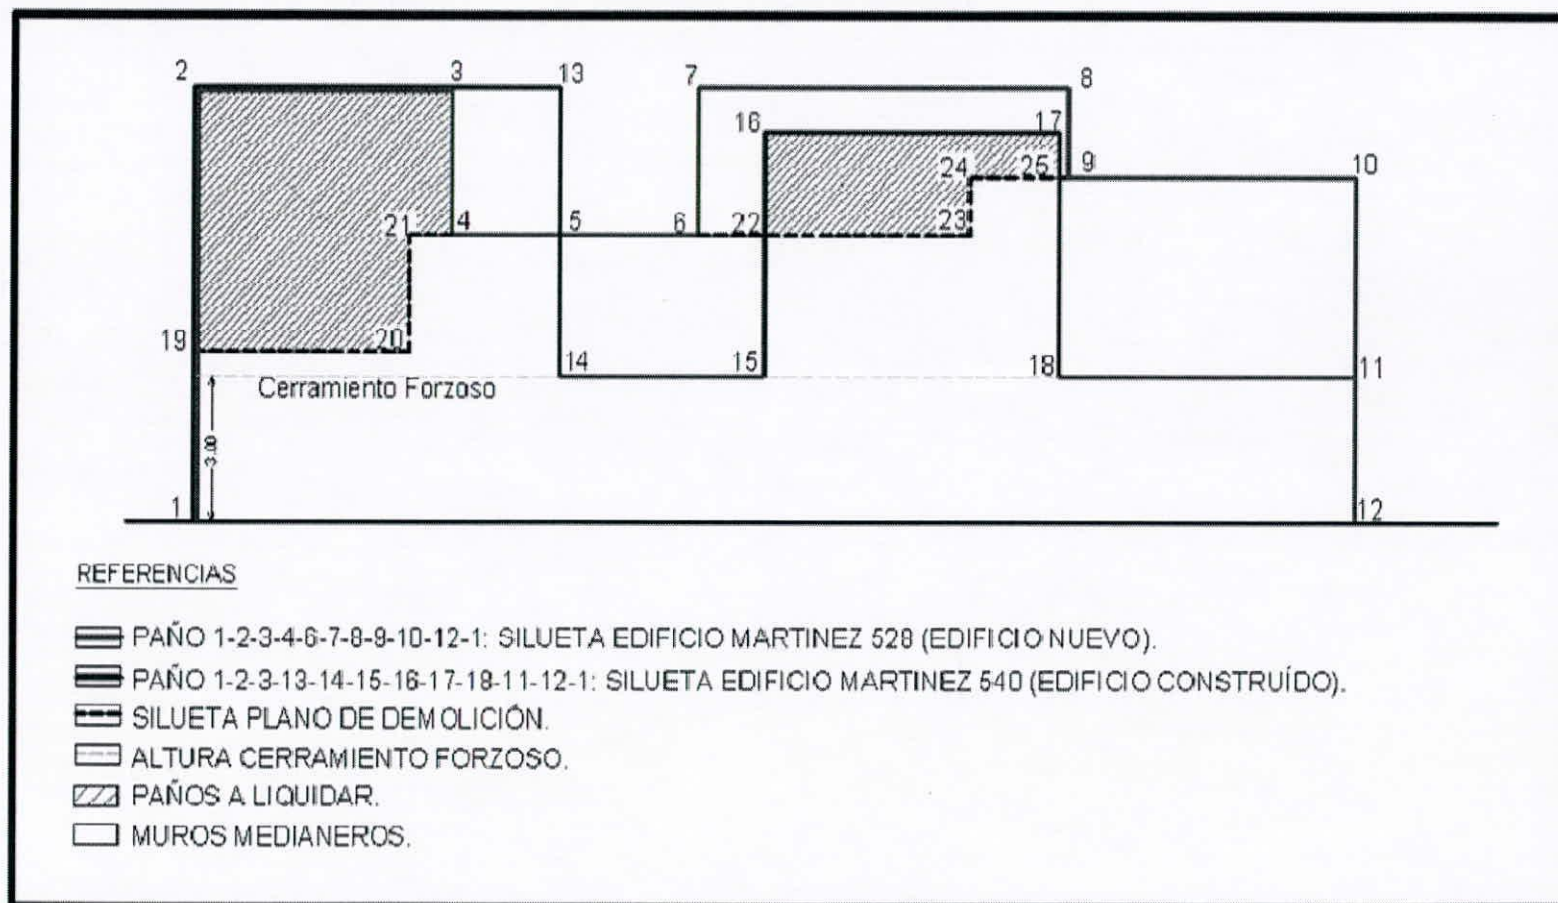 2 3 13 7 8
16 17
24 25 9 10
21 4 5 6 22 23
19 20
14 15 18 11
Cerramiento Forzoso
3.00
1 12
REFERENCIAS
PAÑO 1-2-3-4-6-7-8-9-10-12-1: SILUETA EDIFICIO MARTINEZ 528 (EDIFICIO NUEVO).
PAÑO 1-2-3-13-14-15-16-17-18-11-12-1: SILUETA EDIFICIO MARTINEZ 540 (EDIFICIO CONSTRUÍDO).
SILUETA PLANO DE DEMOLICIÓN.
ALTURA CERRAMIENTO FORZOSO.
PAÑOS A LIQUIDAR.
MUROS MEDIANEROS.